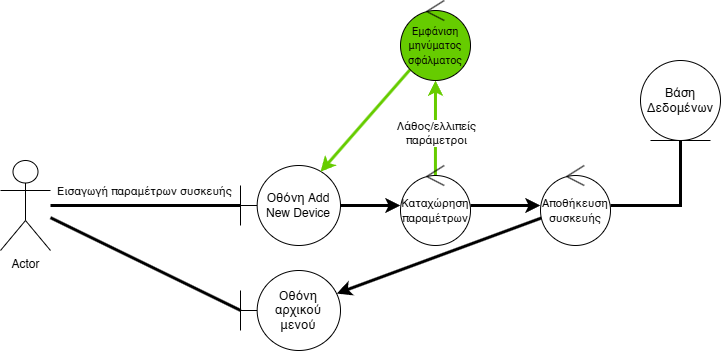 Εμφάνιση
μηνύματος
σφάλματος
Βάση
Δεδομένων
Λάθος/ελλιπείς
παράμετροι
Εισαγωγή παραμέτρων συσκευής
Οθόνη Add
New Device
Καταχώρηση
παραμέτρων
Αποθήκευση
συσκευής
Actor
Οθόνη
αρχικού
μενού